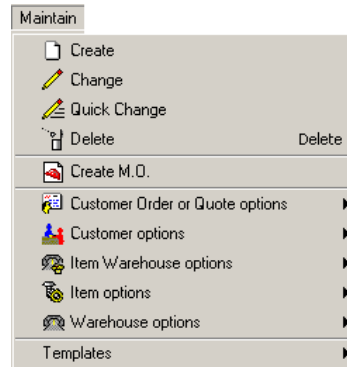 Maintain
Create
Change
Quick Change
Delete Delete
Create M.O.
Customer Order or Quote options
Customer options
Item Warehouse options
Item options
Warehouse options
Templates